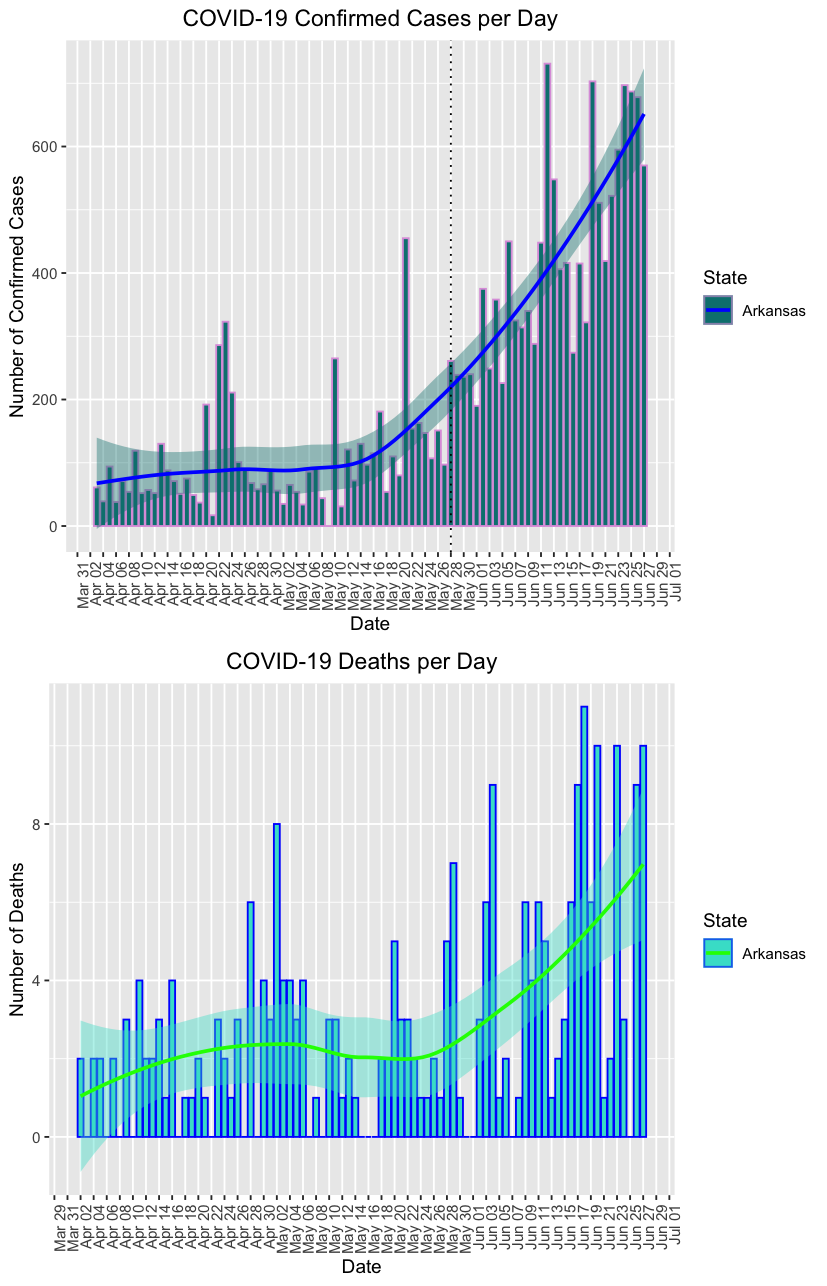 COVID-19 Confirmed Cases per Day
Number of Confirmed Cases
600
400
200
0
Mar 31
Apr 02
Apr 04
Apr 06
Apr 08
Apr 10
Apr 12
Apr 14
Apr 16
Apr 18
Apr 20
Apr 22
Apr 24
Apr 26
Apr 28
Apr 30
May 02
May 04
May 06
May 08
May 10
May 12
May 14
May 16
May 18
May 20
May 22
May 24
May 26
May 28
May 30
Jun 01
Jun 03
Jun 05
Jun 07
Jun 09
Jun 11
Jun 13
Jun 15
Jun 17
Jun 19
Jun 21
Jun 23
Jun 25
Jun 27
Jun 29
Jul 01
Date
State
Arkansas
COVID-19 Deaths per Day
Number of Deaths
8
4
0
Mar 29
Mar 31
Apr 02
Apr 04
Apr 06
Apr 08
Apr 10
Apr 12
Apr 14
Apr 16
Apr 18
Apr 20
Apr 22
Apr 24
Apr 26
Apr 28
Apr 30
May 02
May 04
May 06
May 08
May 10
May 12
May 14
May 16
May 18
May 20
May 22
May 24
May 26
May 28
May 30
Jun 01
Jun 03
Jun 05
Jun 07
Jun 09
Jun 11
Jun 13
Jun 15
Jun 17
Jun 19
Jun 21
Jun 23
Jun 25
Jun 27
Jun 29
Jul 01
Date
State
Arkansas